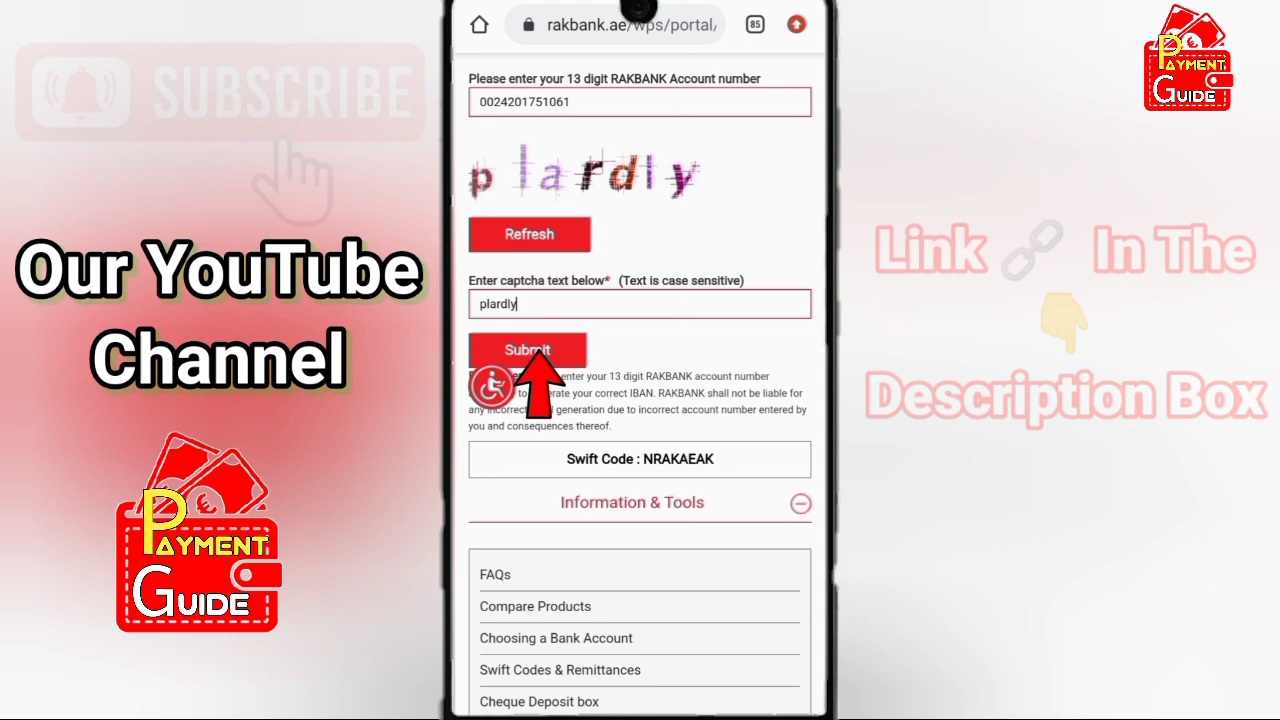 SUBSCRIBE
Our YouTube
Channel
PAYMENT
GUIDE
rakbank.ae/wps/portal/
85
Please enter your 13 digit RAKBANK Account number
0024201751061
plardly
Refresh
Enter captcha text below* (Text is case sensitive)
plardly
Submit
enter your 13 digit RAKBANK account number
your correct IBAN. RAKBANK shall not be liable for
any generation due to incorrect account number entered by
you and consequences thereof.
Swift Code : NRAKAEAK
Information & Tools
FAQs
Compare Products
Choosing a Bank Account
Swift Codes & Remittances
Cheque Deposit box
PAYMENT
GUIDE
Link In The
Description Box